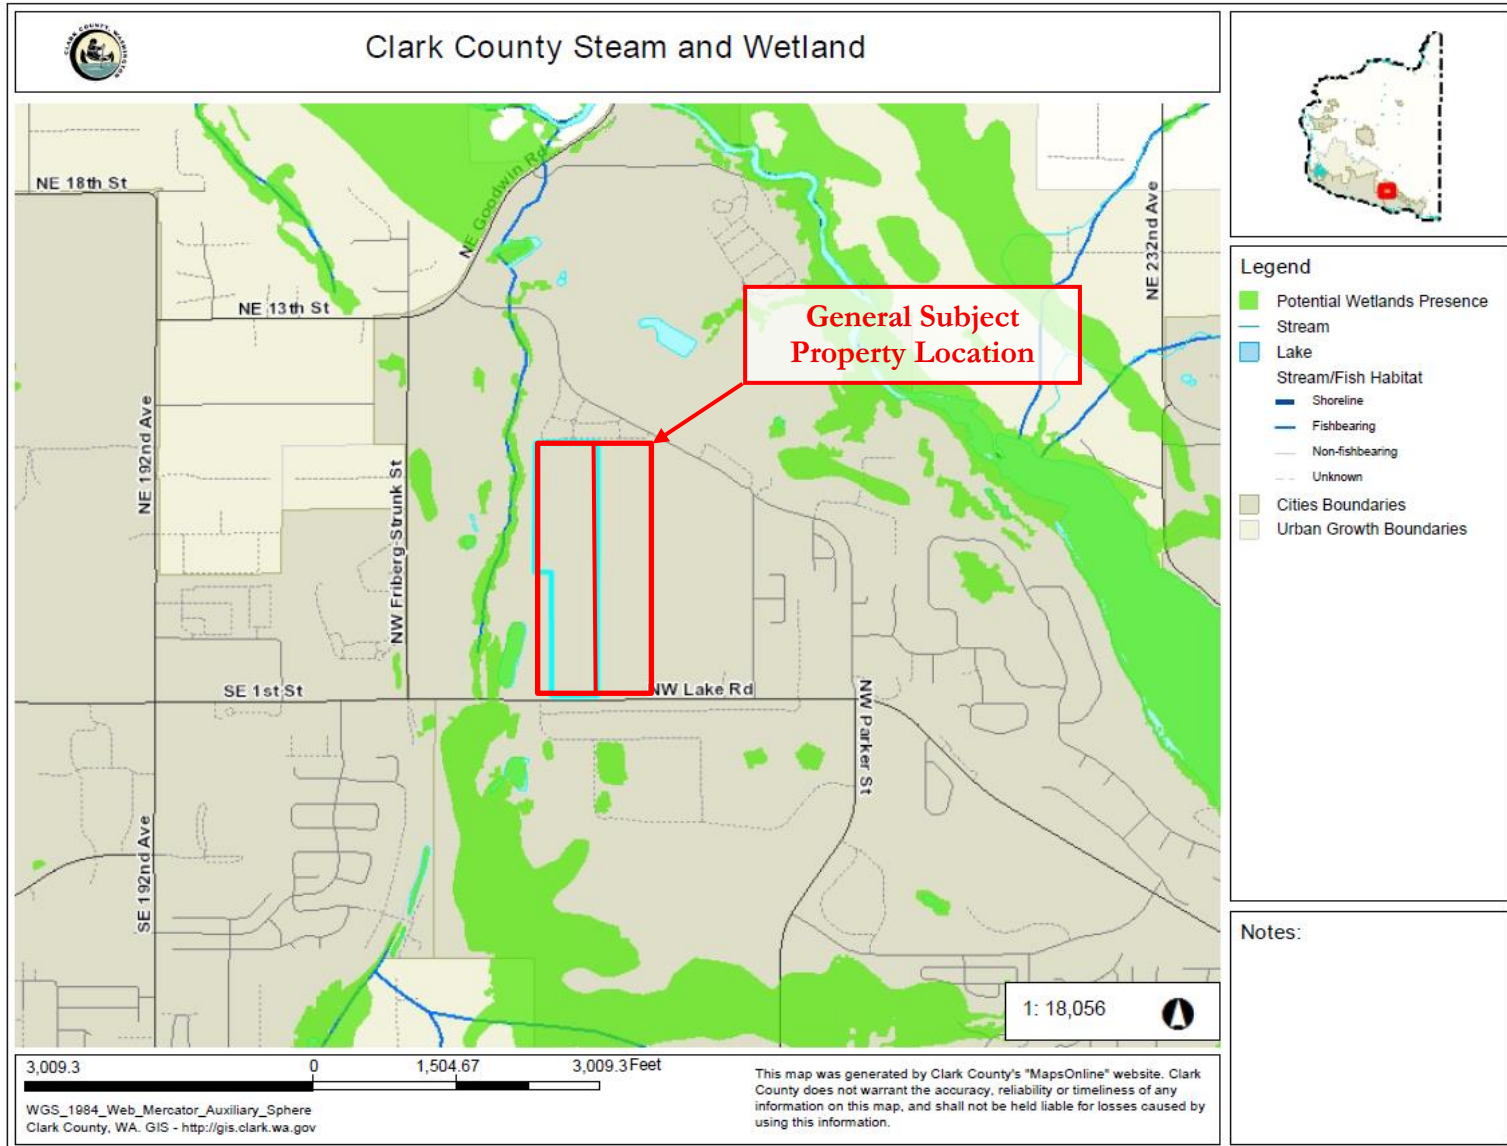 CLARK COUNTY, WASHINGTON
Clark County Steam and Wetland
NE 18th St
NE Goodwin Rd
NE 232nd Ave
NE 13th St
General Subject
Property Location
NE 192nd Ave
NW Friberg-Strunk St
SE 1st St
NW Lake Rd
NW Parker St
SE 192nd Ave
1: 18,056
Legend
Potential Wetlands Presence
Stream
Lake
Stream/Fish Habitat
Shoreline
Fishbearing
Non-fishbearing
Unknown
Cities Boundaries
Urban Growth Boundaries
Notes:
3,009.3 0 1,504.67 3,009.3 Feet
WGS_1984_Web_Mercator_Auxiliary_Sphere
Clark County, WA. GIS - http://gis.clark.wa.gov
This map was generated by Clark County's "MapsOnline" website. Clark
County does not warrant the accuracy, reliability or timeliness of any
information on this map, and shall not be held liable for losses caused by
using this information.